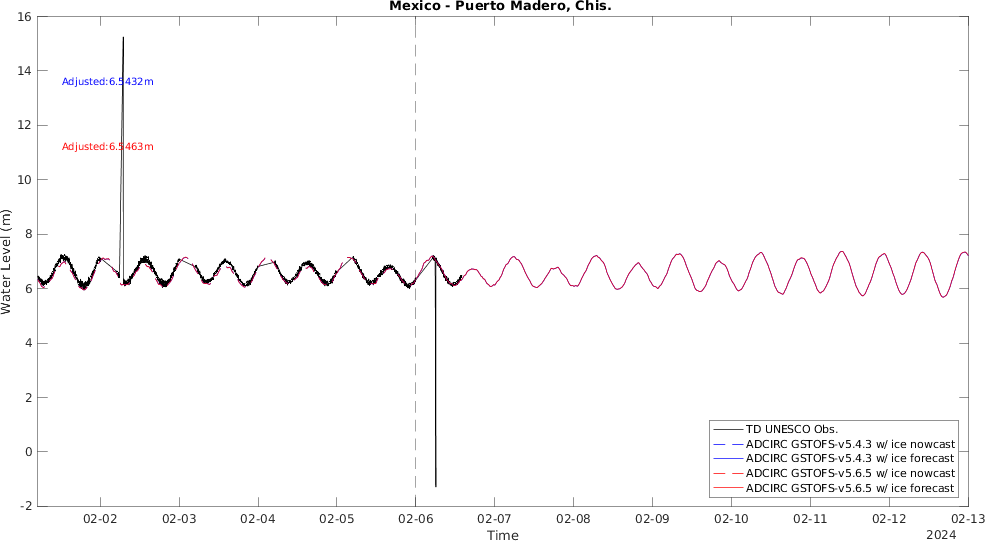 Mexico - Puerto Madero, Chis.
Water Level (m)
16
14
12
10
8
6
4
2
0
-2
Adjusted:6.5432m
Adjusted:6.5463m
TD UNESCO Obs.
ADCIRC GSTOFS-v5.4.3 w/ ice nowcast
ADCIRC GSTOFS-v5.4.3 w/ ice forecast
ADCIRC GSTOFS-v5.6.5 w/ ice nowcast
ADCIRC GSTOFS-v5.6.5 w/ ice forecast
02-02 02-03 02-04 02-05 02-06 02-07 02-08 02-09 02-10 02-11 02-12 02-13
Time
2024